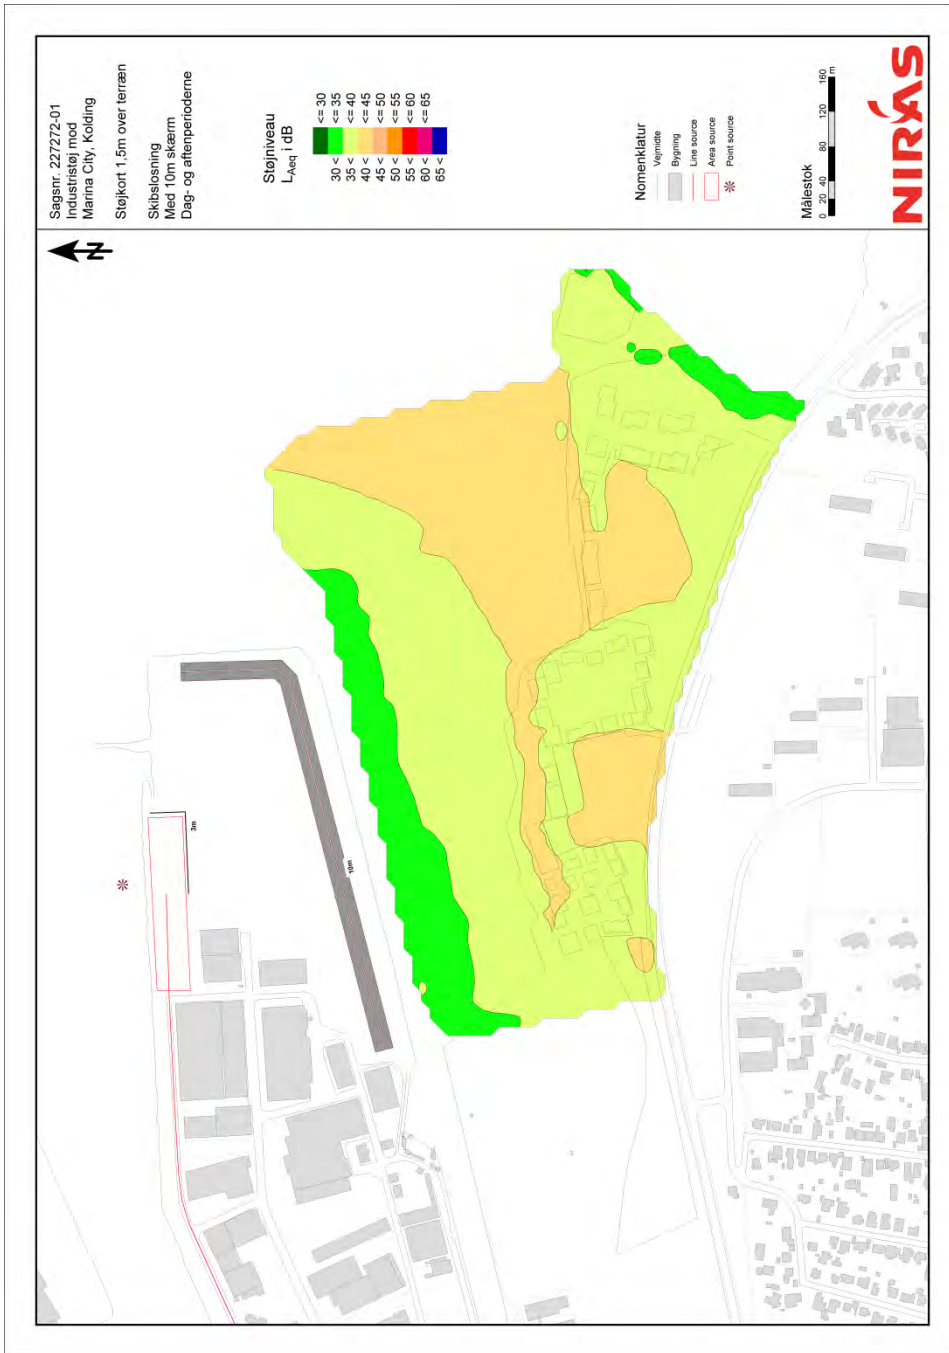 Sagsnr. 227272-01
Industristøj mod
Marina City, Kolding
Støjkort 1,5m over terræn
Skibslosning
Med 10m skærm
Dag- og aftenperioderne
Støjniveau
LAeq i dB
<= 30
30 < <= 35
35 < <= 40
40 < <= 45
45 < <= 50
50 < <= 55
55 < <= 60
60 < <= 65
65 <
Nomenklatur
Vejmidte
Bygning
Line source
Area source
Point source
Målestok
0 20 40 80 120 160
m
NIRAS
N
3m
10m